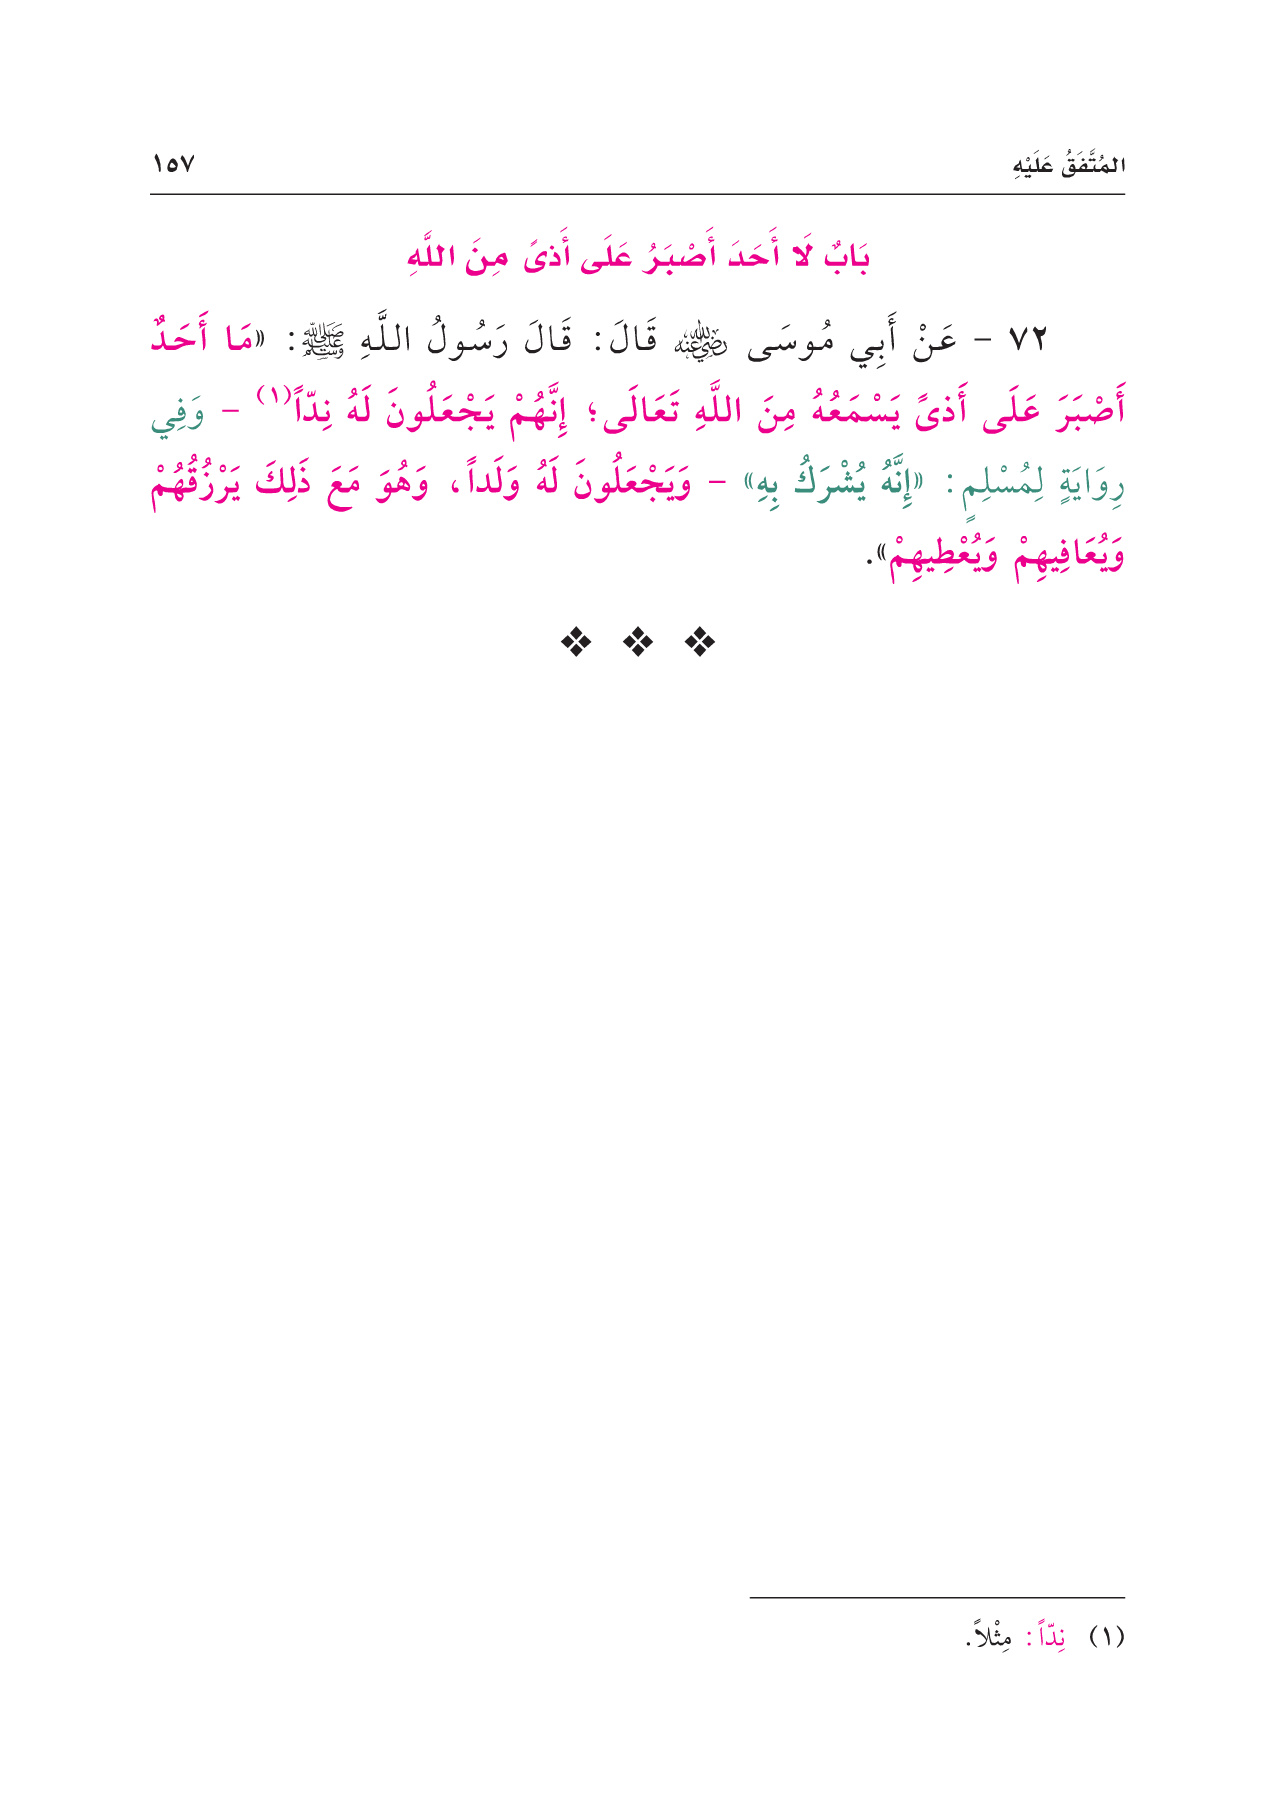 المُتَّفَقُ عَلَيْهِ ١٥٧
بَابٌ لَا أَحَدَ أَصْبَرُ عَلَى أَذىً مِنَ اللَّهِ
٧٢ - عَنْ أَبِي مُوسَى رضي الله عنه قَالَ: قَالَ رَسُولُ اللَّهِ ﷺ: «مَا أَحَدٌ
أَصْبَرَ عَلَى أَذىً يَسْمَعُهُ مِنَ اللَّهِ تَعَالَى؛ إِنَّهُمْ يَجْعَلُونَ لَهُ نِدّاً(١) - وَفِي
رِوَايَةٍ لِمُسْلِمٍ: «إِنَّهُ يُشْرَكُ بِهِ» - وَيَجْعَلُونَ لَهُ وَلَداً، وَهُوَ مَعَ ذَلِكَ يَرْزُقُهُمْ
وَيُعَافِيهِمْ وَيُعْطِيهِمْ».
(١) نِدّاً: مِثْلاً.